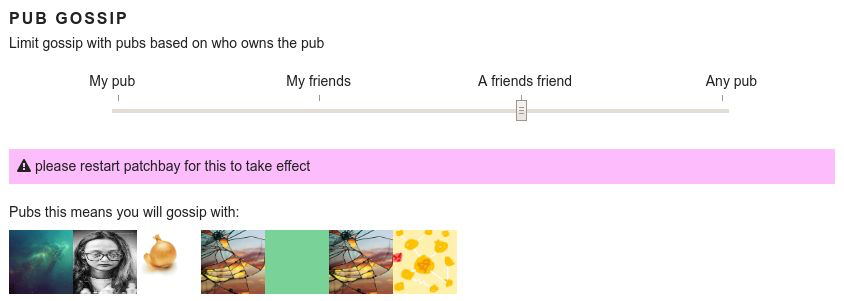 PUB GOSSIP
Limit gossip with pubs based on who owns the pub
My pub My friends A friends friend Any pub
please restart patchbay for this to take effect
Pubs this means you will gossip with: